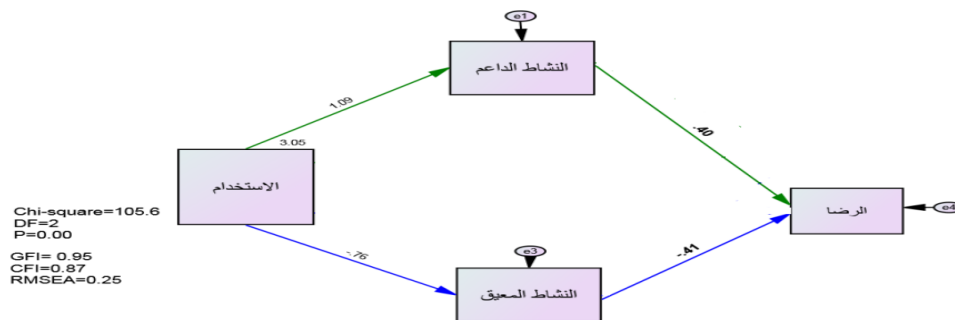 e1
النشاط الداعم
1.09
-.40
3.05
الاستخدام
الرضا
e4
Chi-square=105.6
DF=2
P=0.00
GFI= 0.95
CFI=0.87
RMSEA=0.25
-.76
-.41
e3
النشاط المعيق